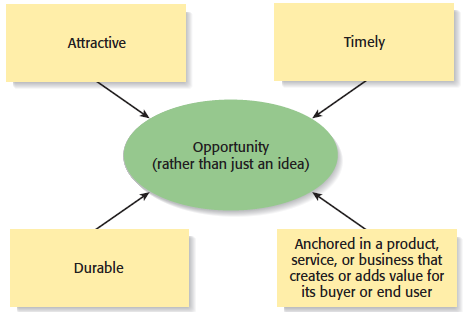 Attractive
Timely
Opportunity
(rather than just an idea)
Durable
Anchored in a product,
service, or business that
creates or adds value for
its buyer or end user